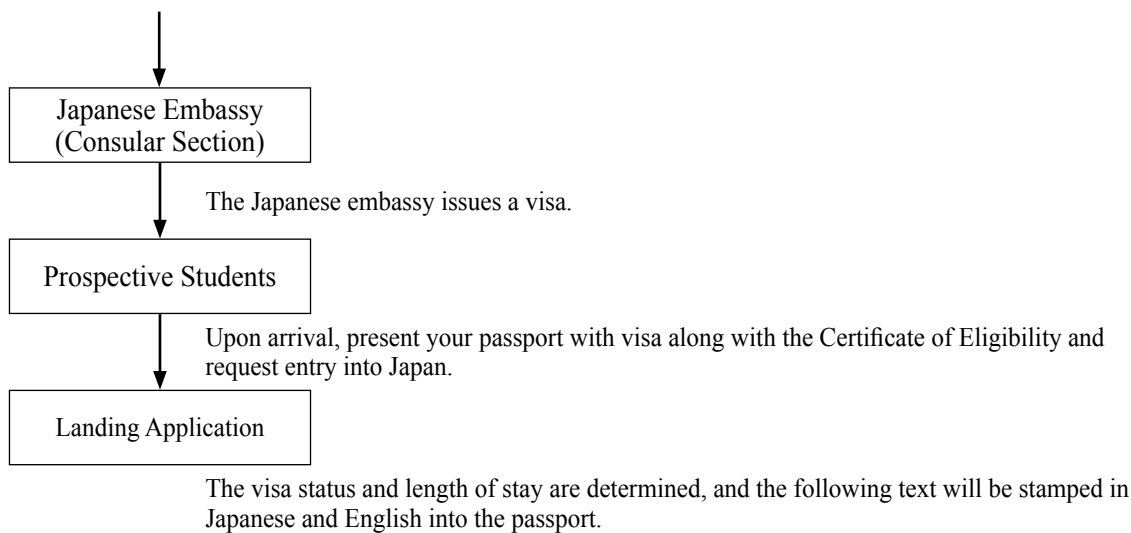 Japanese Embassy
(Consular Section)
The Japanese embassy issues a visa.
Prospective Students
Upon arrival, present your passport with visa along with the Certificate of Eligibility and
request entry into Japan.
Landing Application
The visa status and length of stay are determined, and the following text will be stamped in
Japanese and English into the passport.